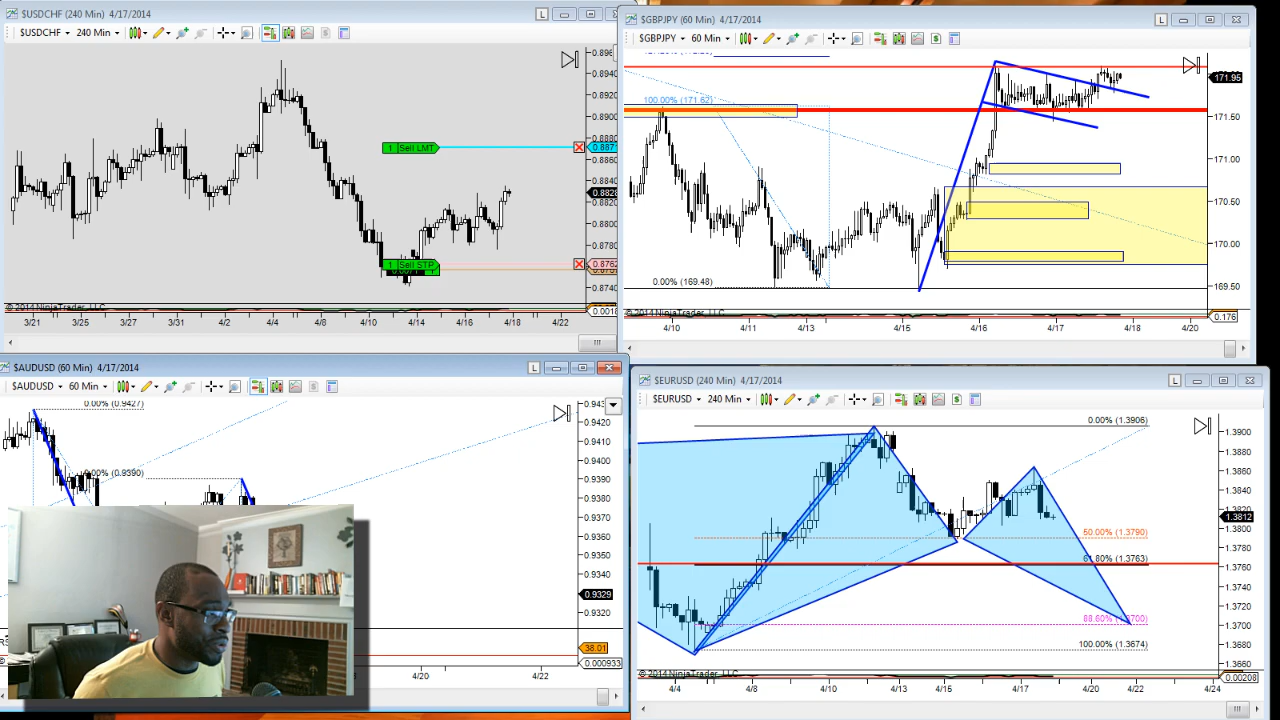 $USDCHF (240 Min) 4/17/2014
L
$USDCHF 240 Min
0.896
0.8940
0.8920
0.8900
1 Sell LMT
0.8860
0.8840
0.8828
0.8820
0.8800
0.8780
1 Sell STP
0.8762
0.8740
© 2014 NinjaTrader, LLC
0.0018
3/21 3/25 3/27 3/31 4/2 4/4 4/8 4/10 4/14 4/16 4/18 4/22
$GBPJPY (60 Min) 4/17/2014
L
$GBPJPY 60 Min
100.00% (171.62)
171.95
171.50
171.00
170.50
170.00
169.50
0.00% (169.48)
© 2014 NinjaTrader, LLC
0.176
4/10 4/11 4/13 4/15 4/16 4/17 4/18 4/20
$AUDUSD (60 Min) 4/17/2014
L
$AUDUSD 60 Min
0.00% (0.9427)
0.9420
0.9410
0.9400
0.00% (0.9390)
0.9390
0.9380
0.9370
0.9360
0.9350
0.9340
0.9329
0.9320
38.01
0.000933
4/20 4/22
$EURUSD (240 Min) 4/17/2014
L
$EURUSD 240 Min
0.00% (1.3906)
1.3900
1.3880
1.3860
1.3840
1.3820
1.3812
1.3800
50.00% (1.3790)
1.3780
61.80% (1.3763)
1.3760
1.3740
1.3720
88.60% (1.3700)
1.3700
1.3680
100.00% (1.3674)
1.3660
© 2014 NinjaTrader, LLC
0.00208
4/4 4/8 4/10 4/13 4/15 4/17 4/20 4/22 4/24